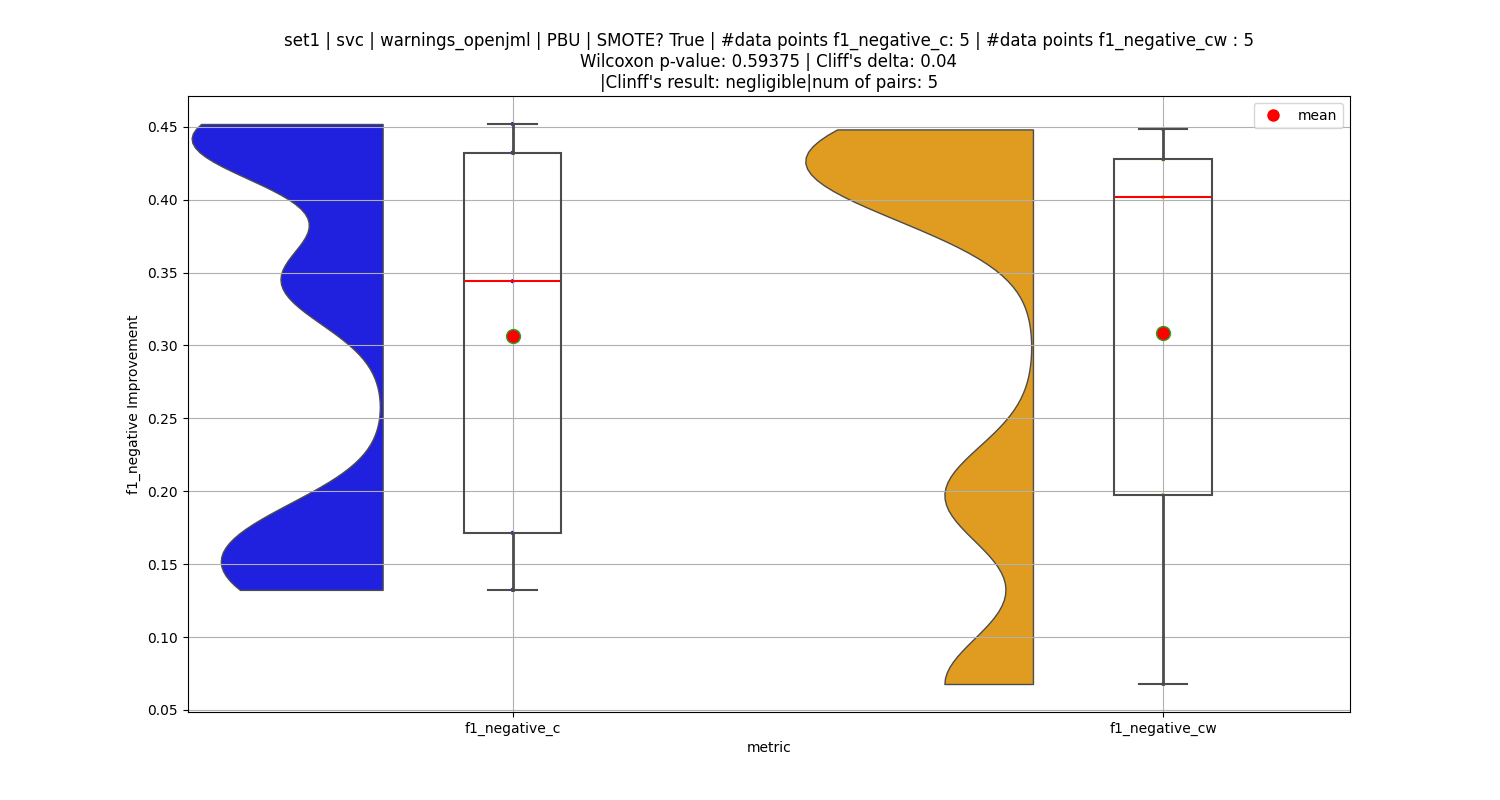 set1 | svc | warnings_openjml | PBU | SMOTE? True | #data points f1_negative_c: 5 | #data points f1_negative_cw : 5
Wilcoxon p-value: 0.59375 | Cliff's delta: 0.04
|Clinff's result: negligible|num of pairs: 5
mean
0.45
0.40
0.35
0.30
0.25
0.20
0.15
0.10
0.05
f1_negative Improvement
f1_negative_c
f1_negative_cw
metric